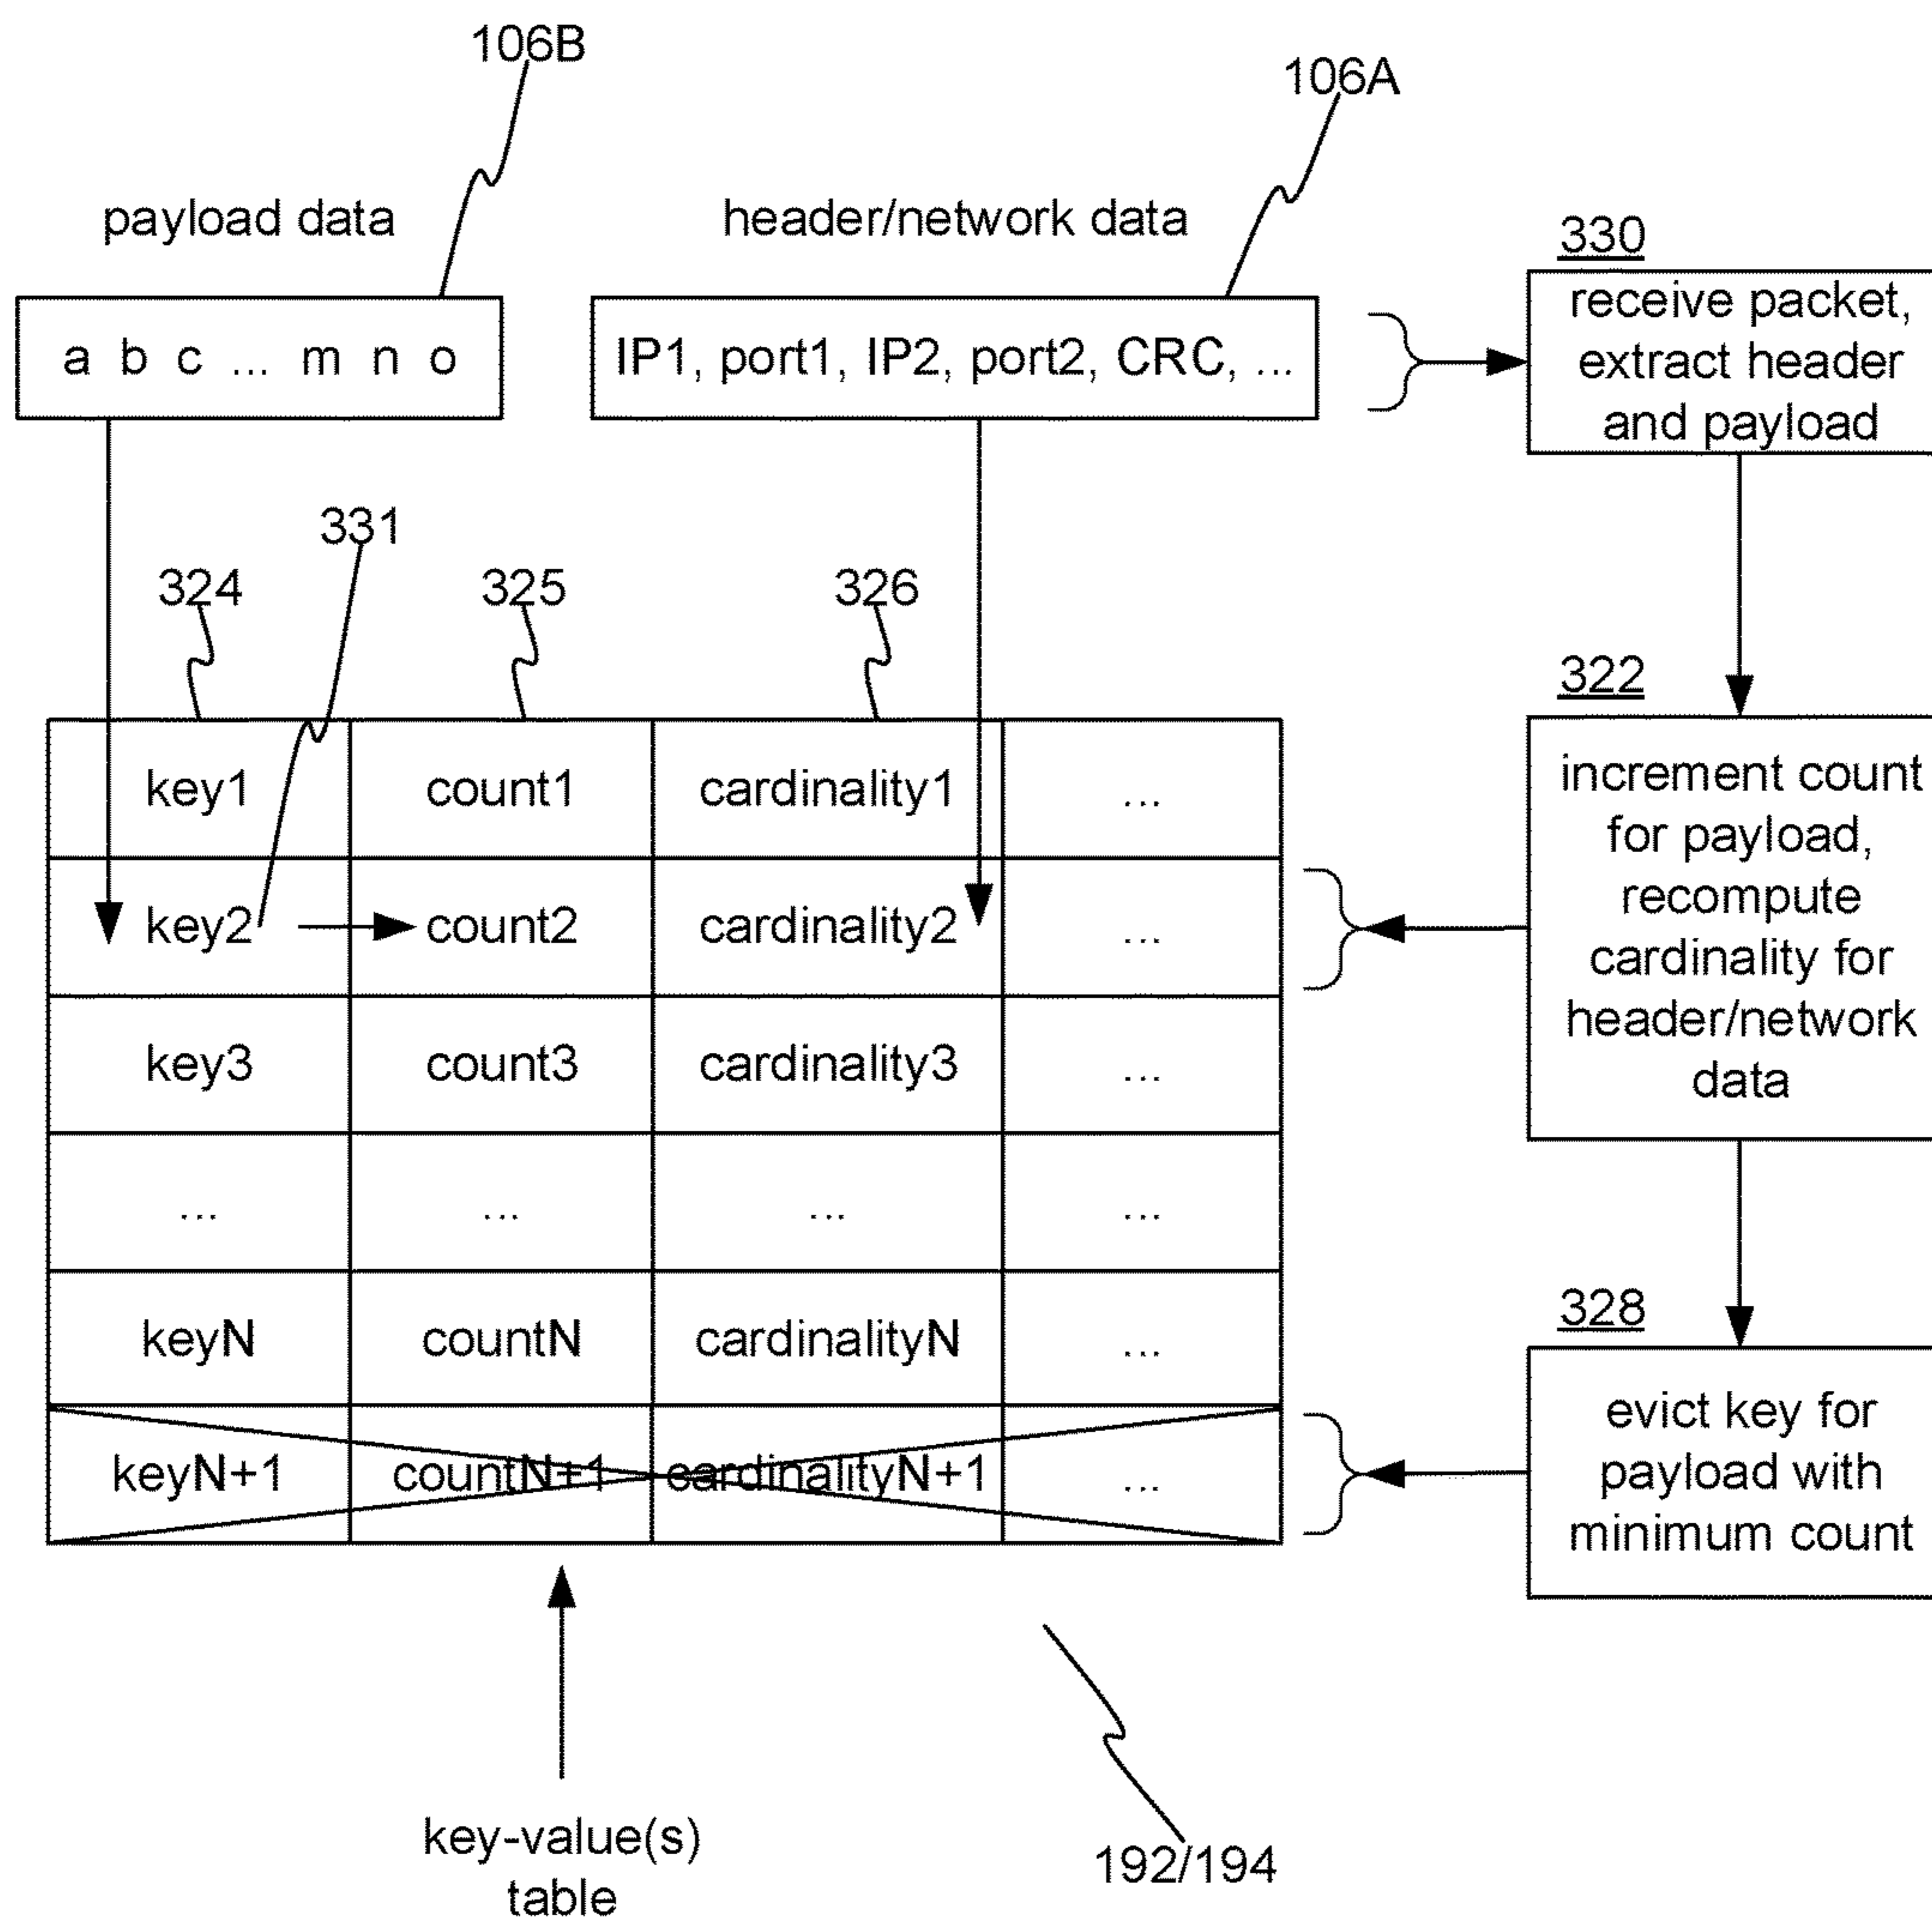 106B
106A
payload data
header/network data
330
a b c ... m n o
IP1, port1, IP2, port2, CRC, ...
receive packet,
extract header
and payload
331
324
325
326
322
key1 count1 cardinality1 ...
key2 count2 cardinality2 ...
key3 count3 cardinality3 ...
... ... ... ...
keyN countN cardinalityN ...
keyN+1 countN+1 cardinalityN+1 ...
increment count
for payload,
recompute
cardinality for
header/network
data
328
evict key for
payload with
minimum count
key-value(s)
table
192/194